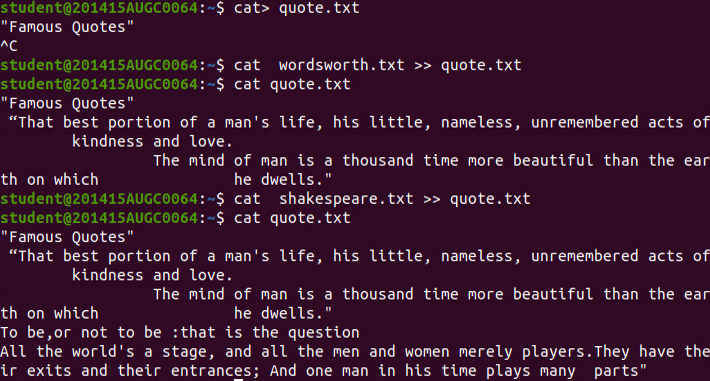 student@201415AUGC0064:~$ cat> quote.txt
"Famous Quotes"
^C
student@201415AUGC0064:~$ cat  wordsworth.txt >> quote.txt
student@201415AUGC0064:~$ cat quote.txt
"Famous Quotes"
 “That best portion of a man's life, his little, nameless, unremembered acts of
        kindness and love.
                 The mind of man is a thousand time more beautiful than the ear
th on which               he dwells."
student@201415AUGC0064:~$ cat  shakespeare.txt >> quote.txt
student@201415AUGC0064:~$ cat quote.txt
"Famous Quotes"
 “That best portion of a man's life, his little, nameless, unremembered acts of
        kindness and love.
                 The mind of man is a thousand time more beautiful than the ear
th on which               he dwells."
To be,or not to be :that is the question
All the world's a stage, and all the men and women merely players.They have the
ir exits and their entrances; And one man in his time plays many  parts"